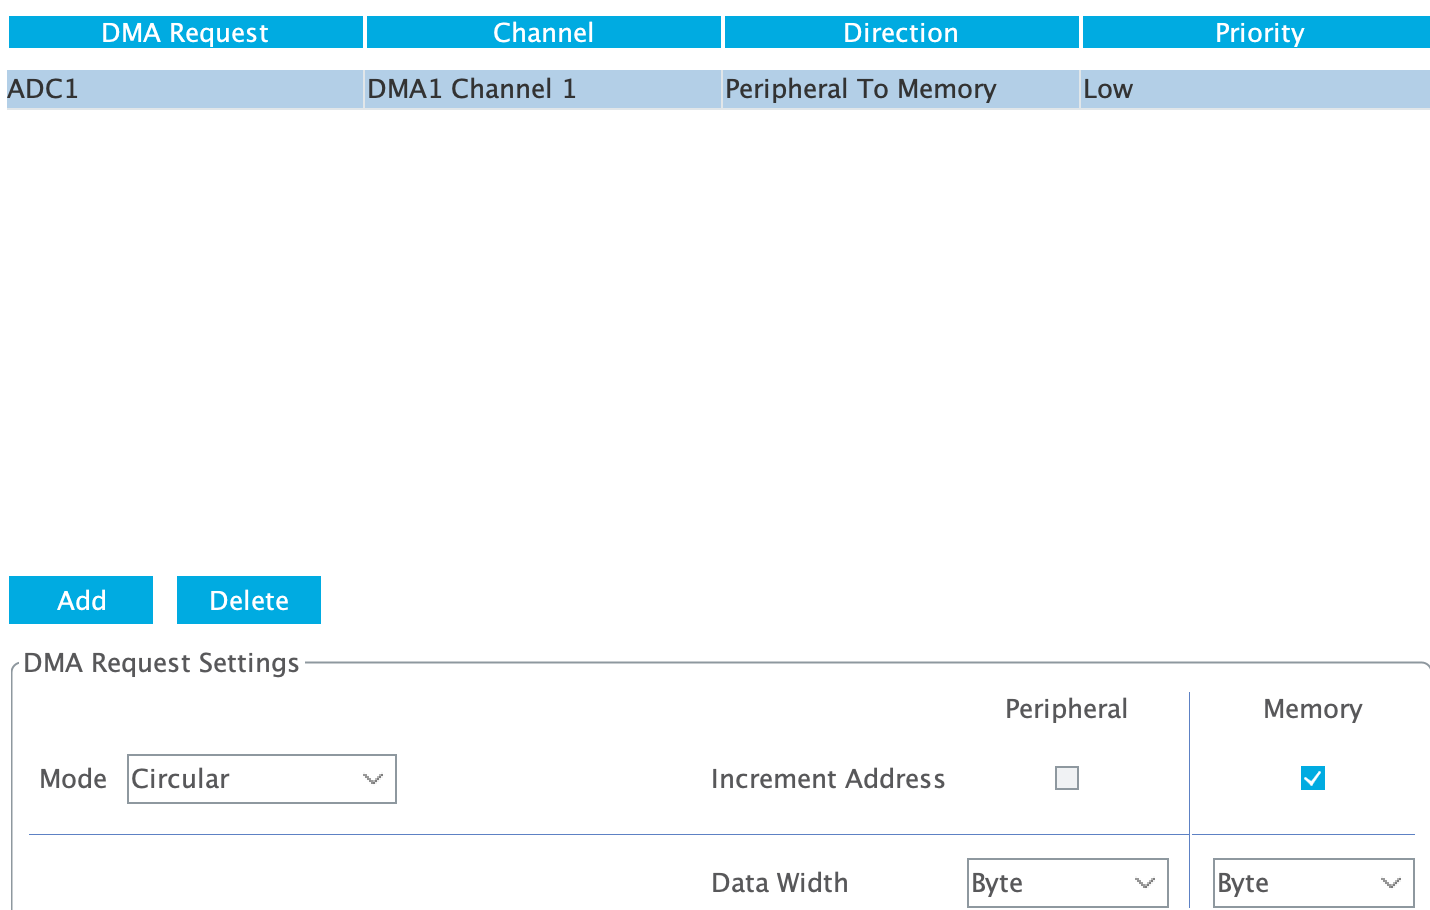 DMA Request Channel Direction Priority
ADC1 DMA1 Channel 1 Peripheral To Memory Low
Add Delete
DMA Request Settings
Peripheral Memory
Mode Circular Increment Address
Data Width Byte Byte